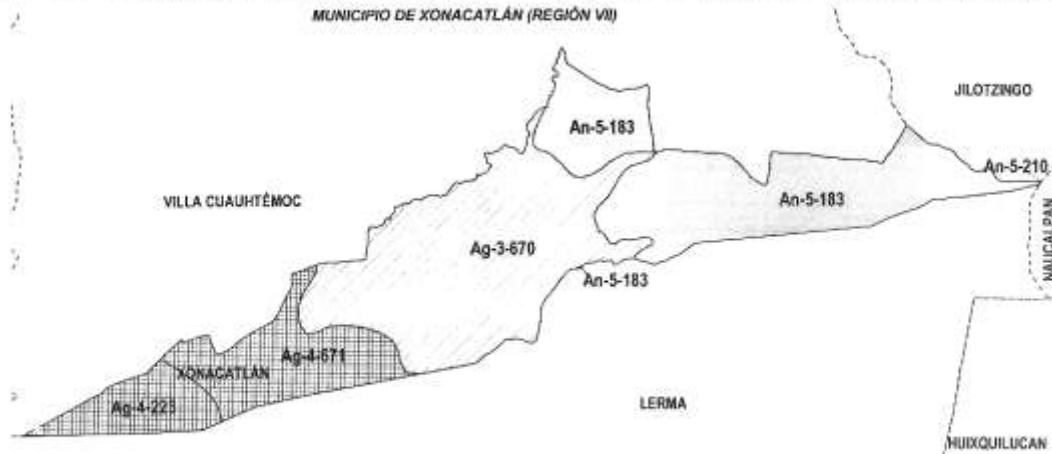 MUNICIPIO DE XONACATLÁN (REGIÓN VII)
JILOTZINGO
An-5-183
An-5-210
VILLA CUAUHTÉMOC
An-5-183
NAUCALPAN
Ag-3-670
An-5-183
Ag-4-671
XONACATLÁN
Ag-4-225
LERMA
HUIXQUILUCAN